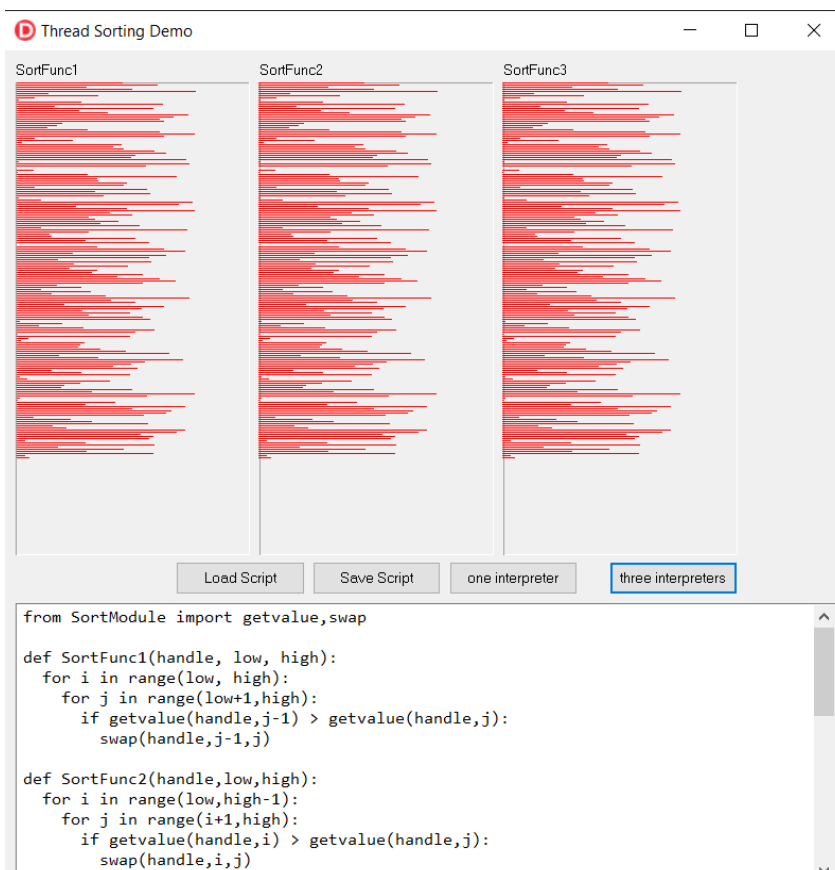 Thread Sorting Demo
SortFunc1 SortFunc2 SortFunc3
Load Script Save Script one interpreter three interpreters
from SortModule import getvalue,swap

def SortFunc1(handle, low, high):
  for i in range(low, high):
    for j in range(low+1,high):
      if getvalue(handle,j-1) > getvalue(handle,j):
        swap(handle,j-1,j)

def SortFunc2(handle,low,high):
  for i in range(low,high-1):
    for j in range(i+1,high):
      if getvalue(handle,i) > getvalue(handle,j):
        swap(handle,i,j)